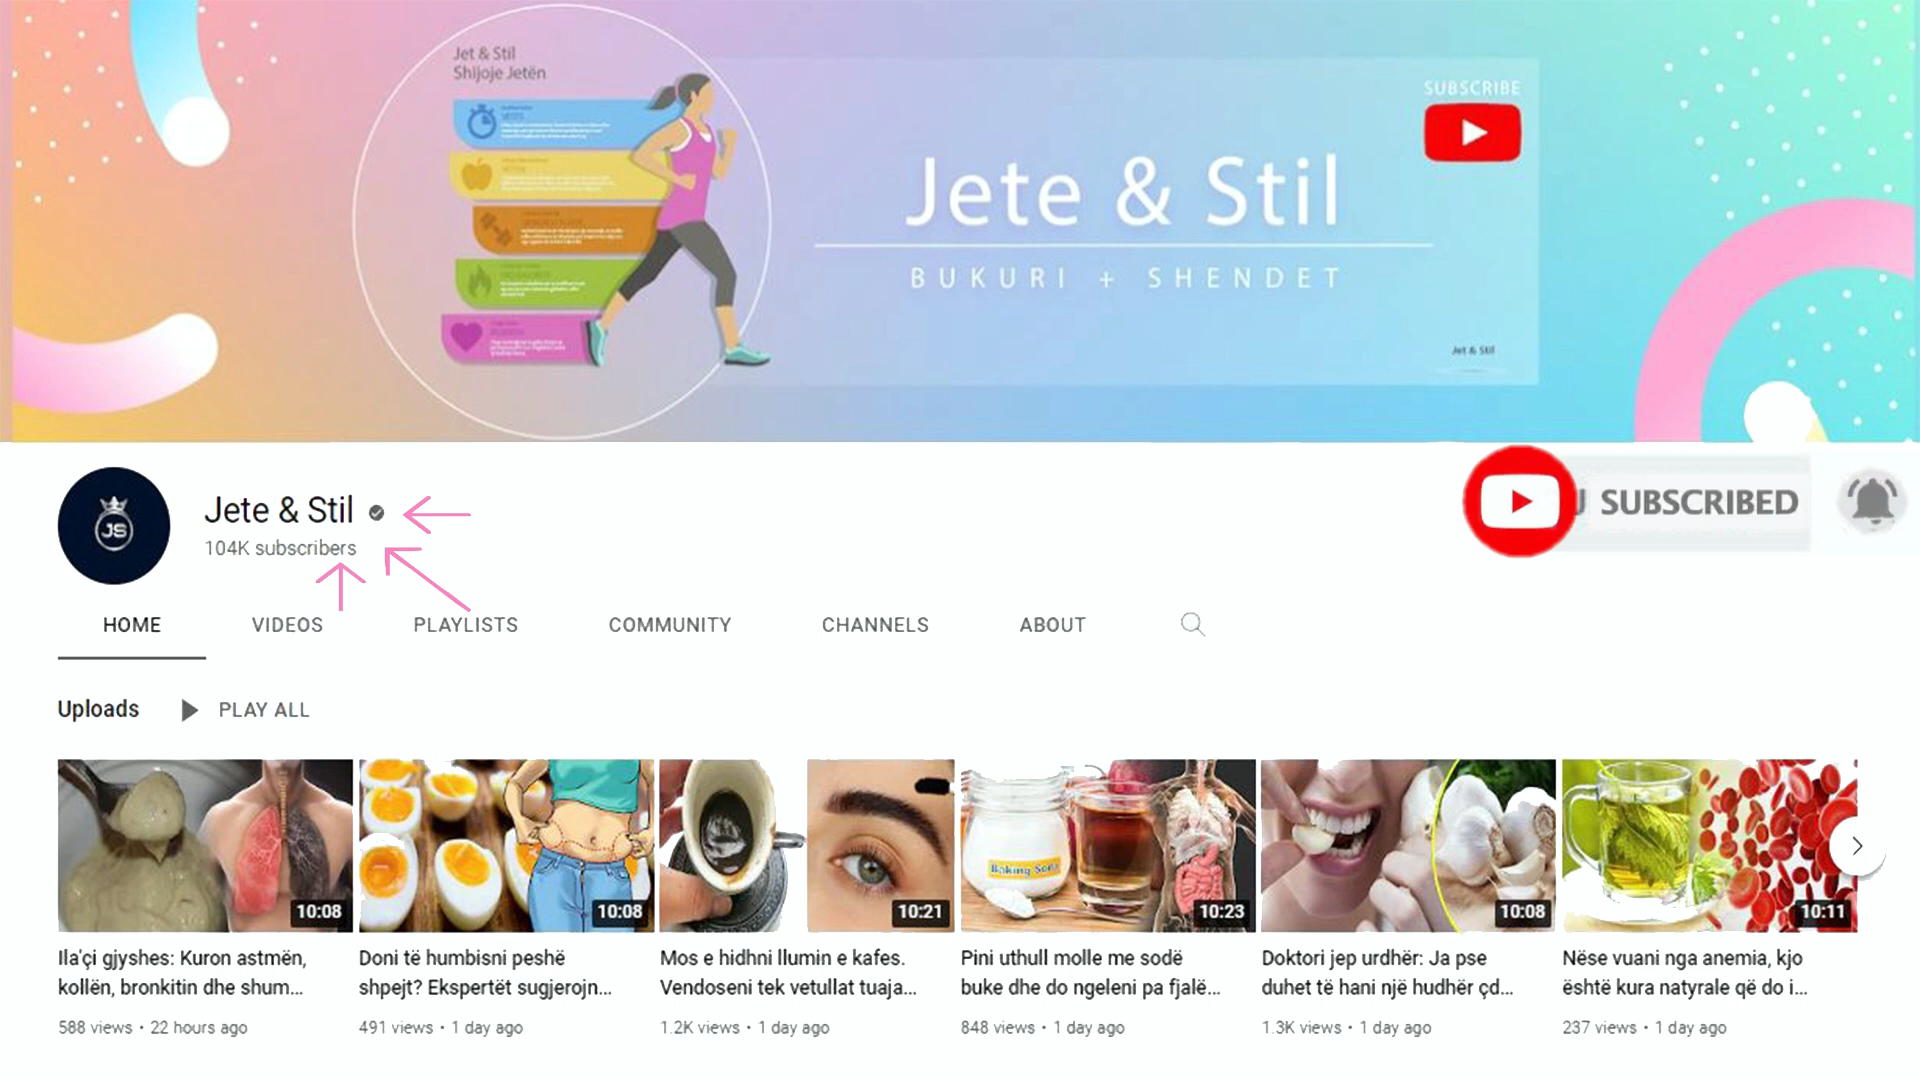 Jet & Stil
Shijoje Jetën
SUBSCRIBE
Jete & Stil
BUKURI + SHENDET
Jet & Stil
JS
Jete & Stil
104K subscribers
SUBSCRIBED
HOME
VIDEOS
PLAYLISTS
COMMUNITY
CHANNELS
ABOUT
Uploads
PLAY ALL
Baking Soda
10:08
10:08
10:21
10:23
10:08
10:11
Ila'çi gjyshes: Kuron astmën,
kollën, bronkitin dhe shum...
588 views • 22 hours ago
Doni të humbisni peshë
shpejt? Ekspertët sugjerojn...
491 views • 1 day ago
Mos e hidhni llumin e kafes.
Vendoseni tek vetullat tuaja...
1.2K views • 1 day ago
Pini uthull molle me sodë
buke dhe do ngeleni pa fjalë...
848 views • 1 day ago
Doktori jep urdhër: Ja pse
duhet të hani një hudhër çd...
1.3K views • 1 day ago
Nëse vuani nga anemia, kjo
është kura natyrale që do i...
237 views • 1 day ago